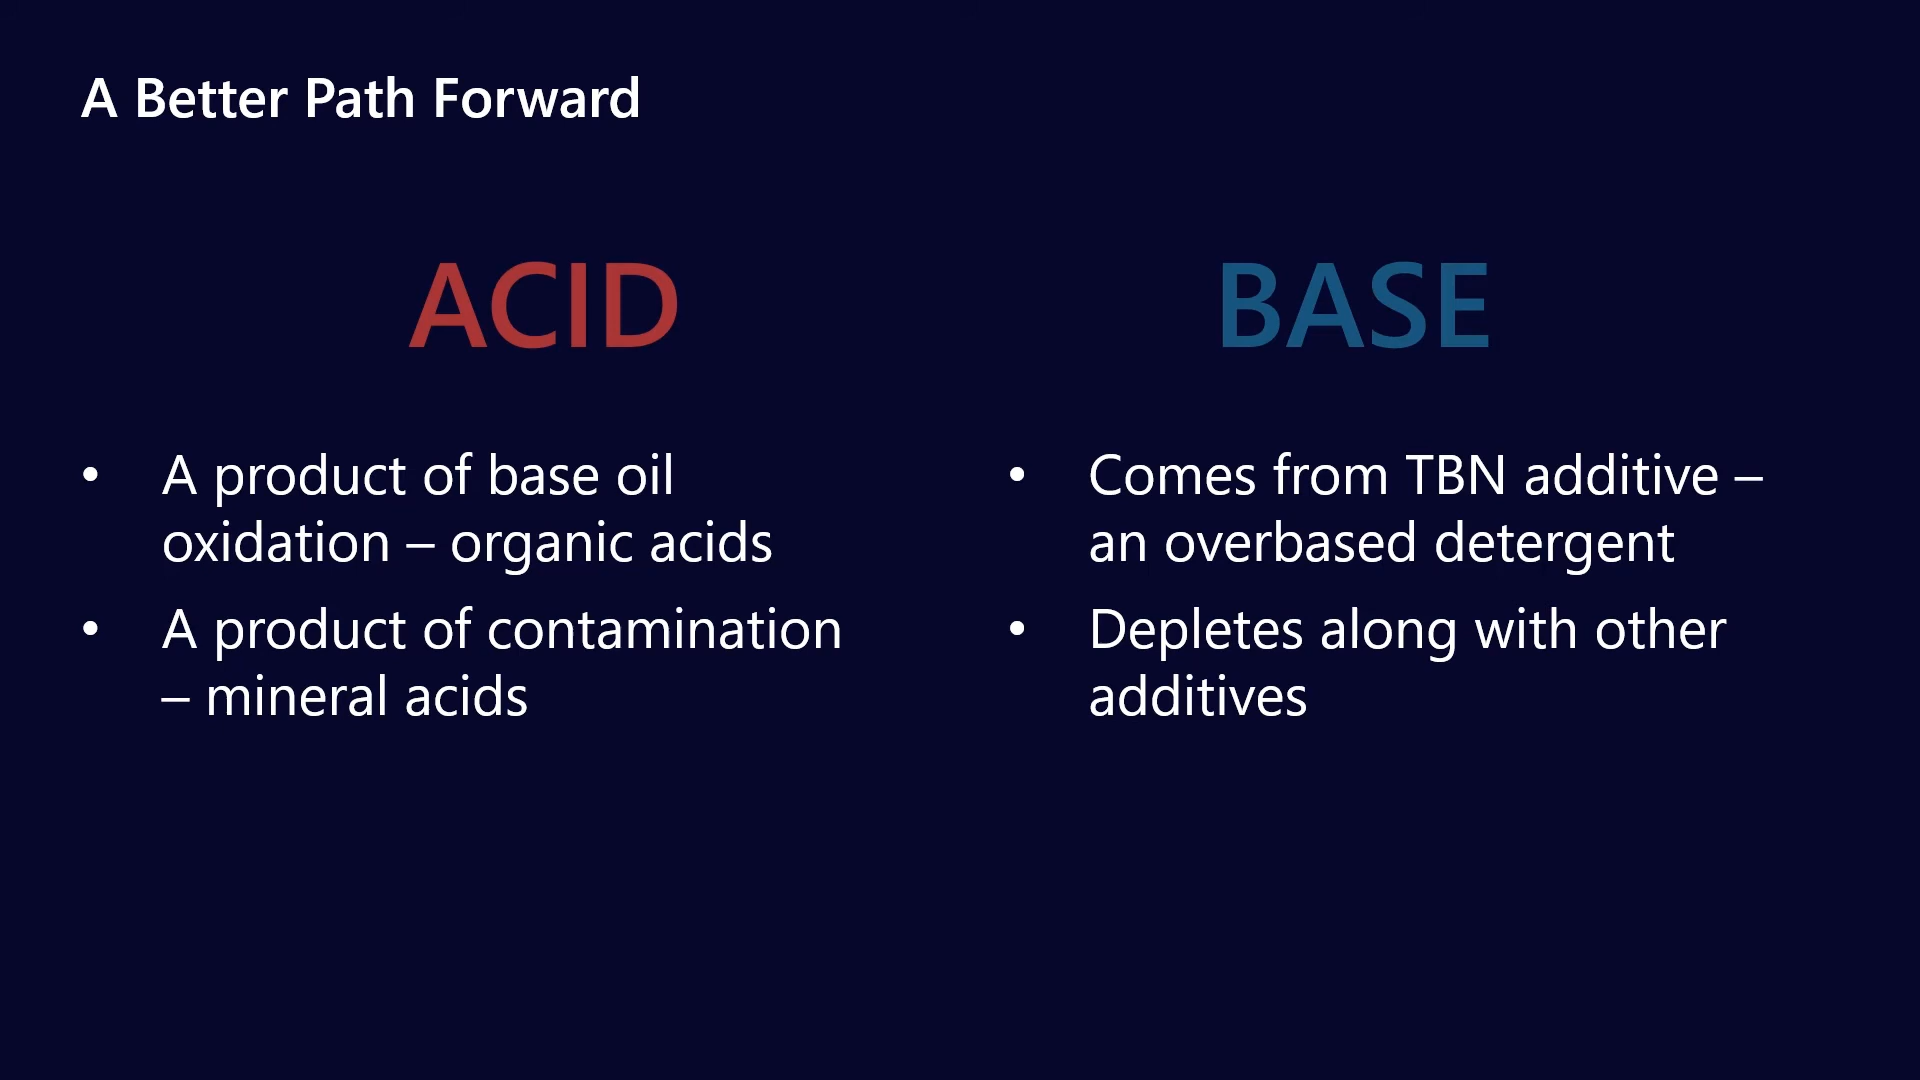 A Better Path Forward
ACID
• A product of base oil
oxidation – organic acids
• A product of contamination
– mineral acids
BASE
• Comes from TBN additive –
an overbased detergent
• Depletes along with other
additives